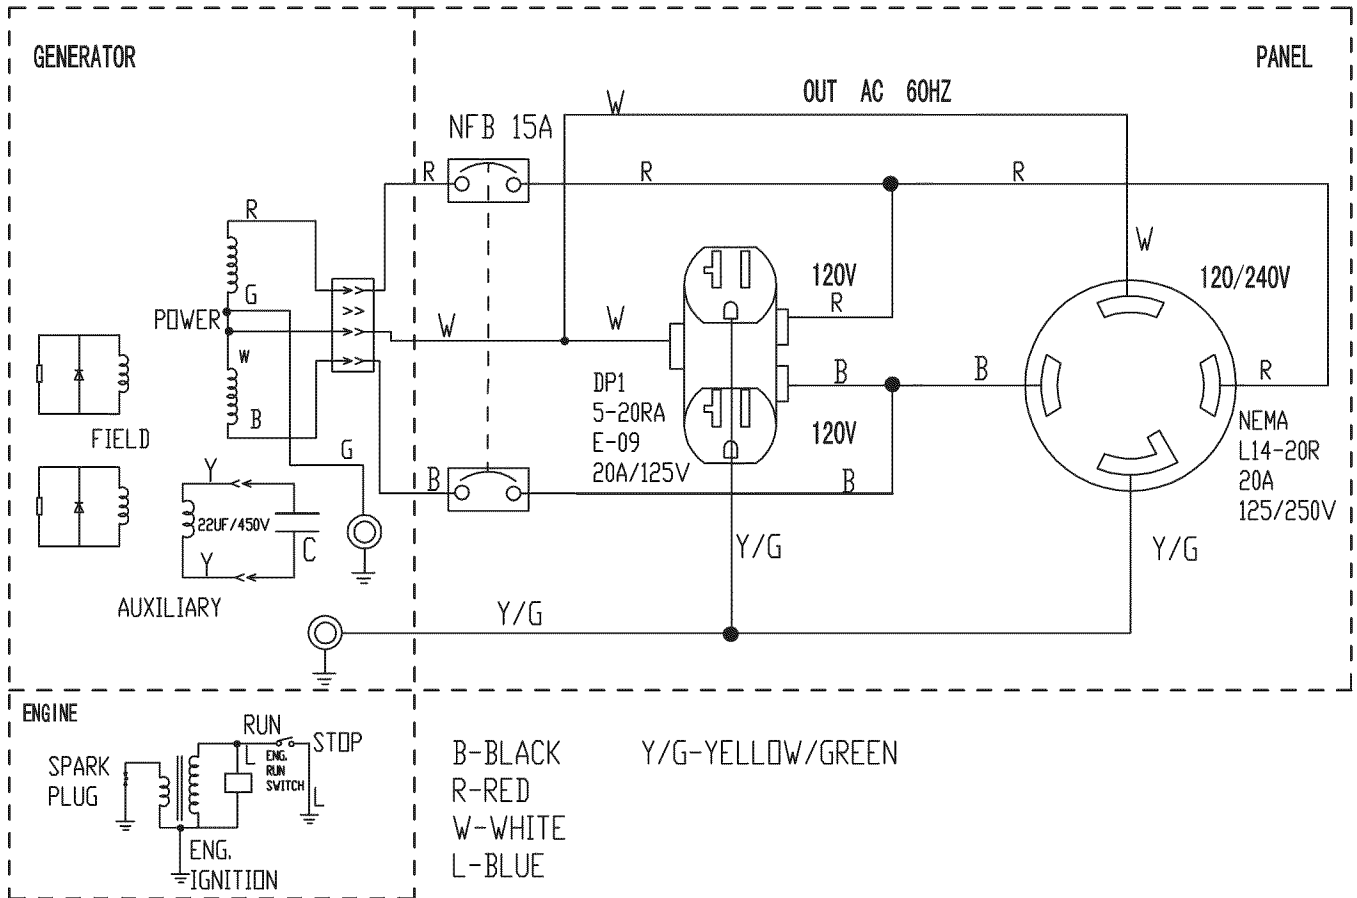 GENERATOR
PANEL
OUT AC 60HZ
W
NFB 15A
R
R
R
R
W
120/240V
120V
R
G
POWER
W
W
W
B
B
R
DP1
5-20RA
E-09
20A/125V
120V
NEMA
L14-20R
20A
125/250V
B
FIELD
G
Y
B
B
22UF/450V
C
Y
Y/G
Y/G
AUXILIARY
Y/G
ENGINE
RUN
STOP
L
ENG.
RUN
SWITCH
SPARK
PLUG
L
ENG.
IGNITION
B-BLACK
Y/G-YELLOW/GREEN
R-RED
W-WHITE
L-BLUE